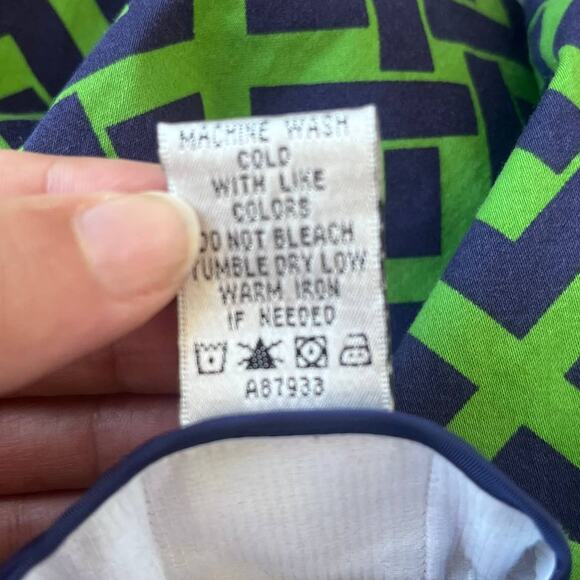 MACHINE WASH
COLD
WITH LIKE
COLORS
DO NOT BLEACH
TUMBLE DRY LOW
WARM IRON
IF NEEDED
A87933